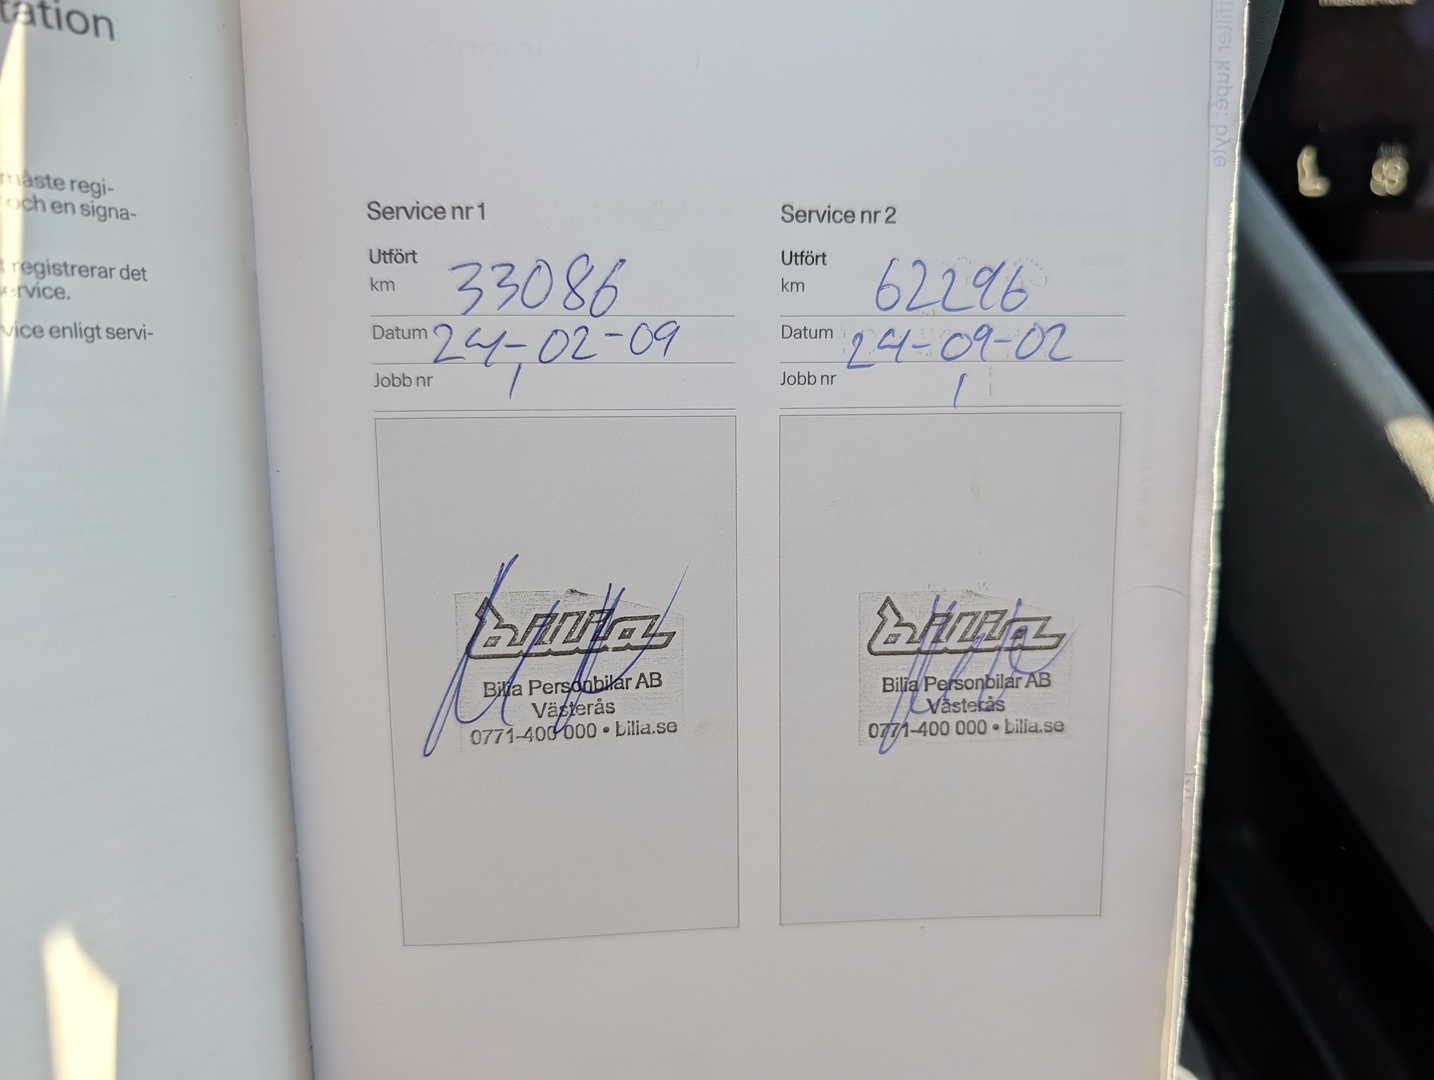 tation
måste regi-
och en signa-
registrerar det
service.
vice enligt servi-
Service nr 1
Utfört
km 33086
Datum 24-02-09
Jobb nr 1
bilia
Bilia Personbilar AB
Västerås
0771-400 000 • bilia.se
Service nr 2
Utfört
km 62296
Datum 24-09-02
Jobb nr 1
bilia
Bilia Personbilar AB
Västerås
0771-400 000 • bilia.se